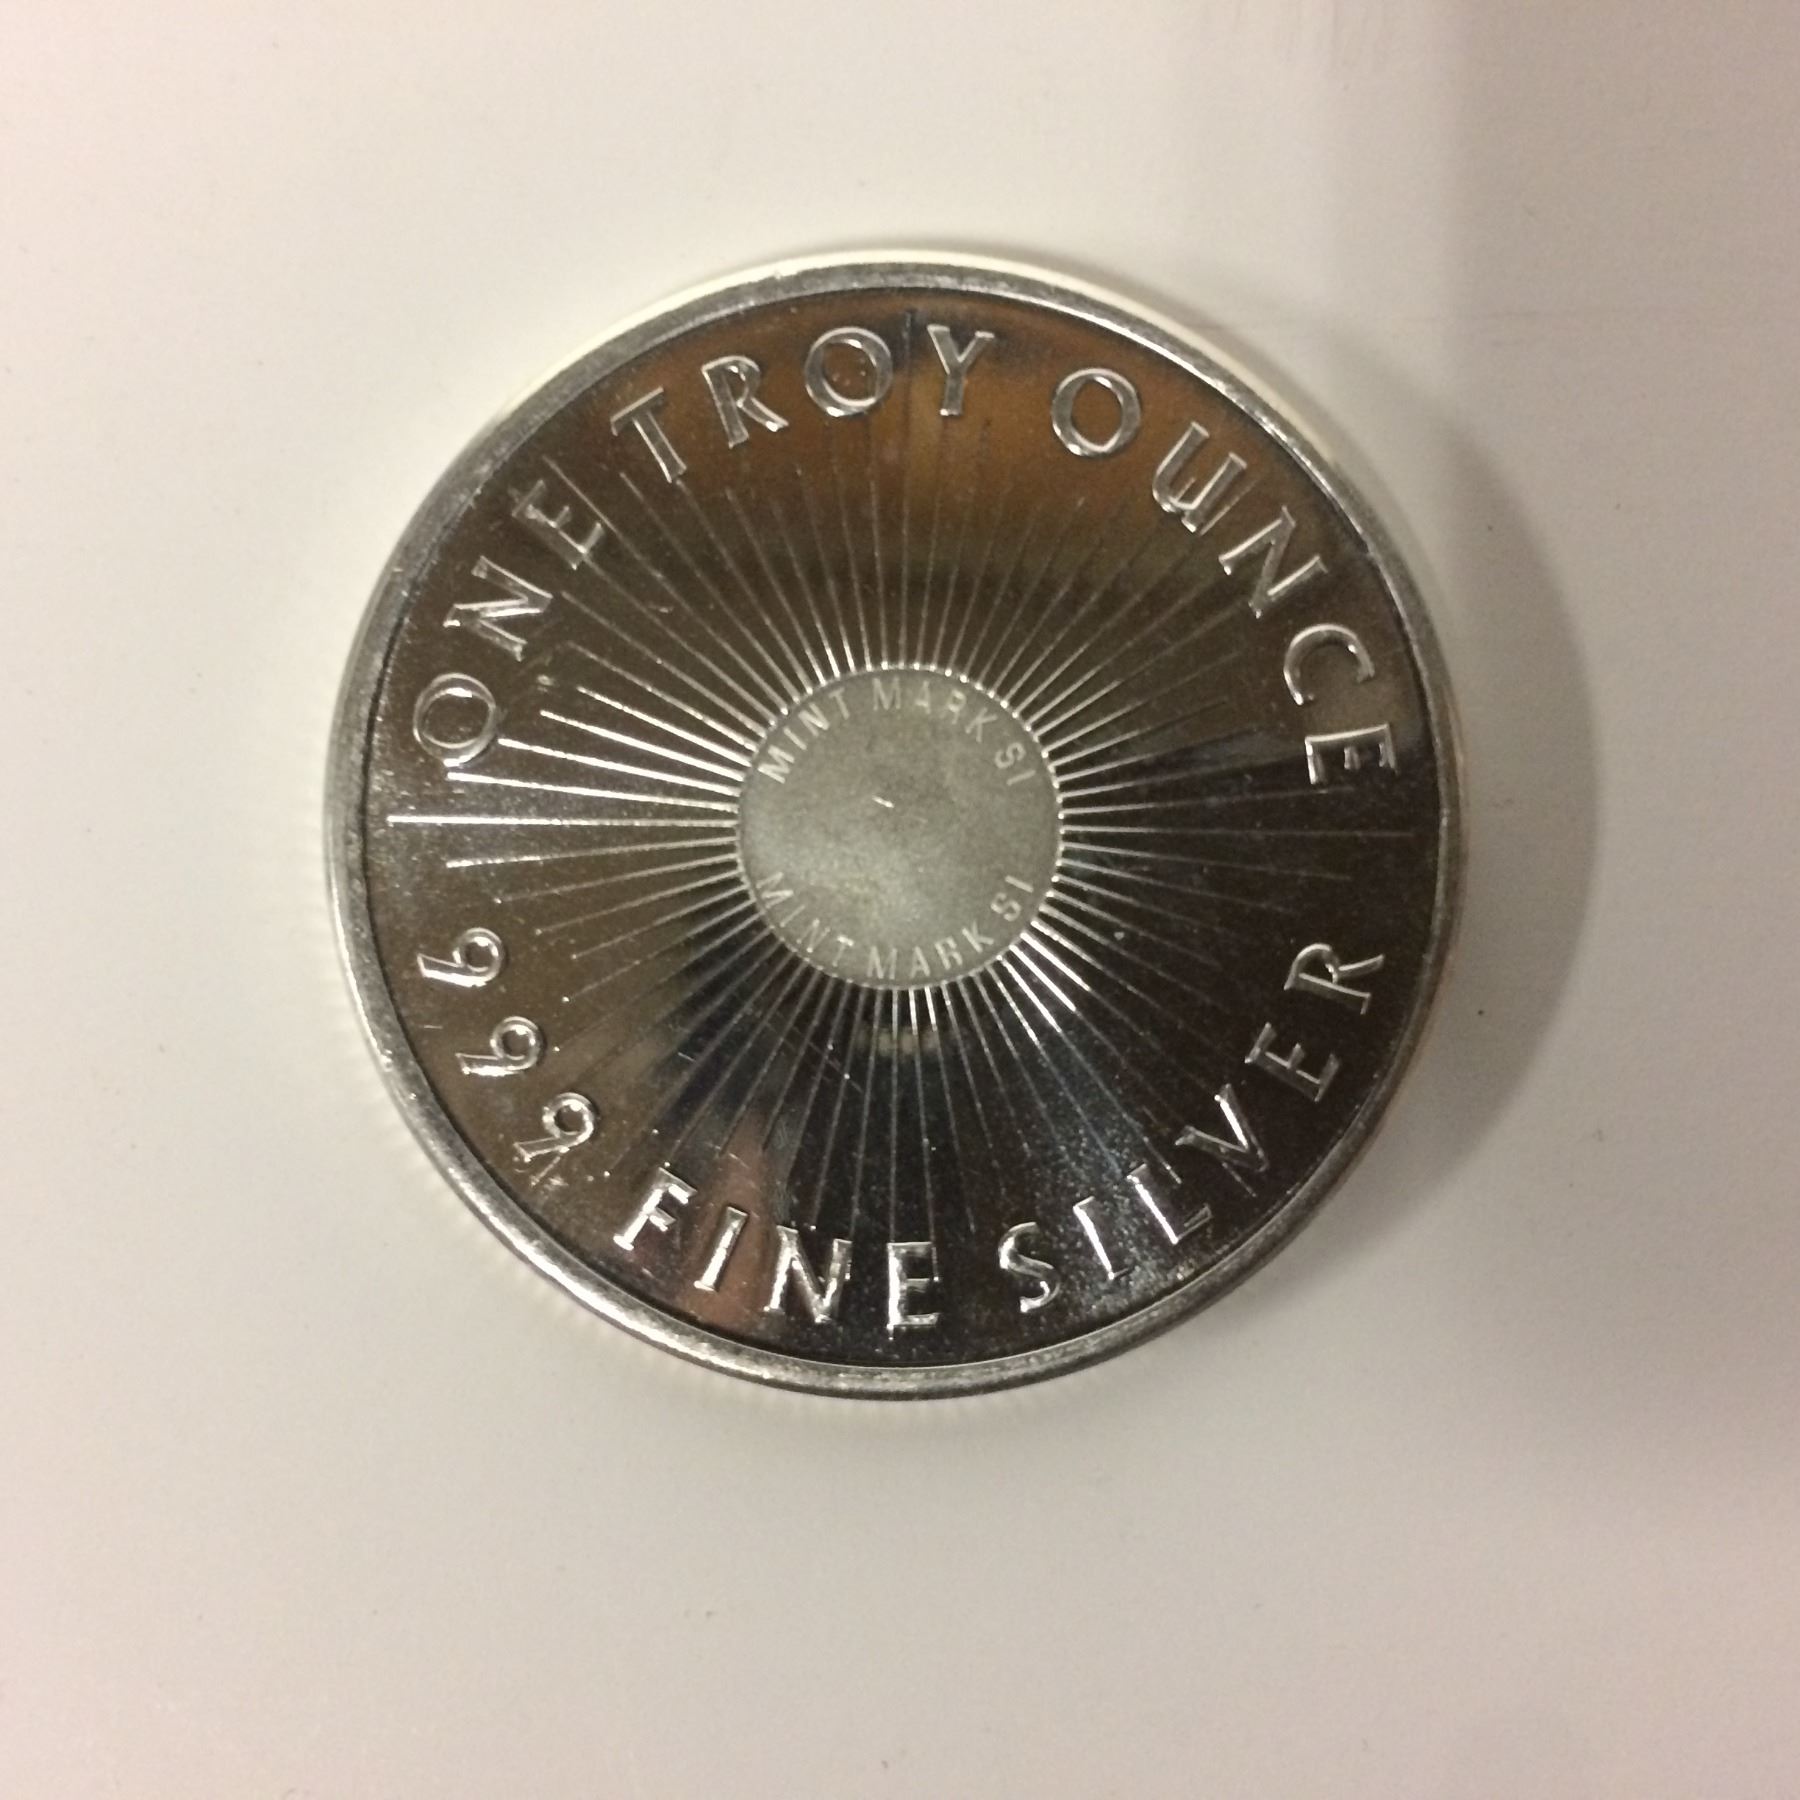 ONE TROY OUNCE
MINT MARK SI
MINT MARK SI
999 FINE SILVER